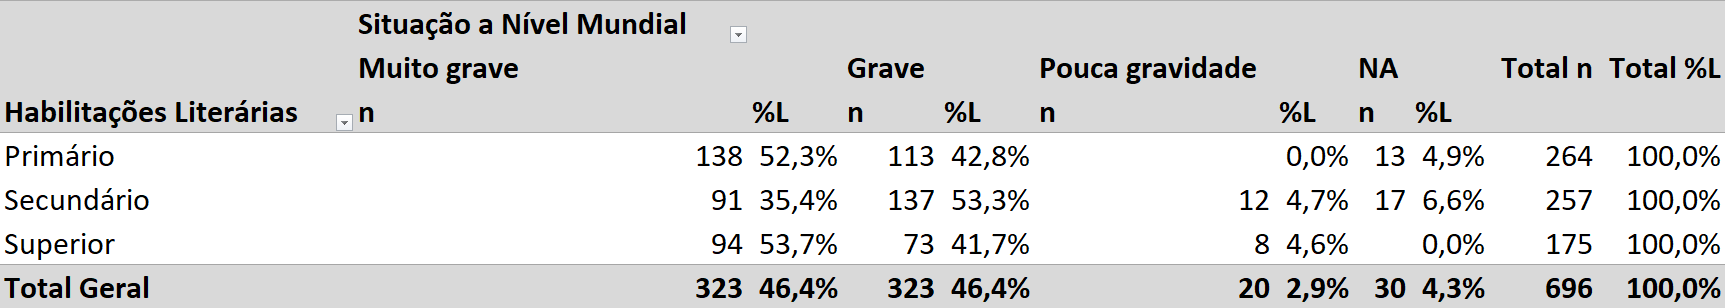 Situação a Nível Mundial
Muito grave Grave Pouca gravidade NA Total n Total %L
Habilitações Literárias n %L n %L n %L n %L
Primário 138 52,3% 113 42,8% 0,0% 13 4,9% 264 100,0%
Secundário 91 35,4% 137 53,3% 12 4,7% 17 6,6% 257 100,0%
Superior 94 53,7% 73 41,7% 8 4,6% 0,0% 175 100,0%
Total Geral 323 46,4% 323 46,4% 20 2,9% 30 4,3% 696 100,0%